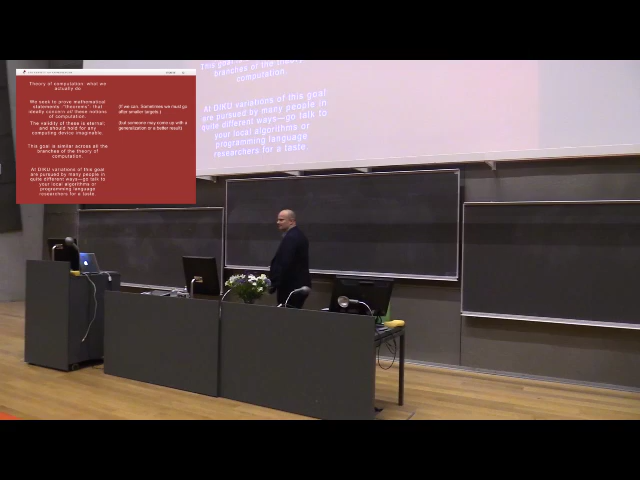 Theory of computation: what we
actually do
We seek to prove mathematical
statements, "theorems", that
ideally concern all these notions
of computation.
The validity of these is eternal:
and should hold for any
computing device imaginable.
(If we can. Sometimes we must go
after smaller targets.)
(but someone may come up with a
generalization or a better result)
This goal is similar across all the
branches of the theory of
computation.
At DIKU variations of this goal
are pursued by many people in
quite different ways—go talk to
your local algorithms or
programming language
researchers for a taste.
This goal
branches of the theory
computation.
At DIKU variations of this goal
are pursued by many people in
quite different ways—go talk to
your local algorithms or
programming language
researchers for a taste.